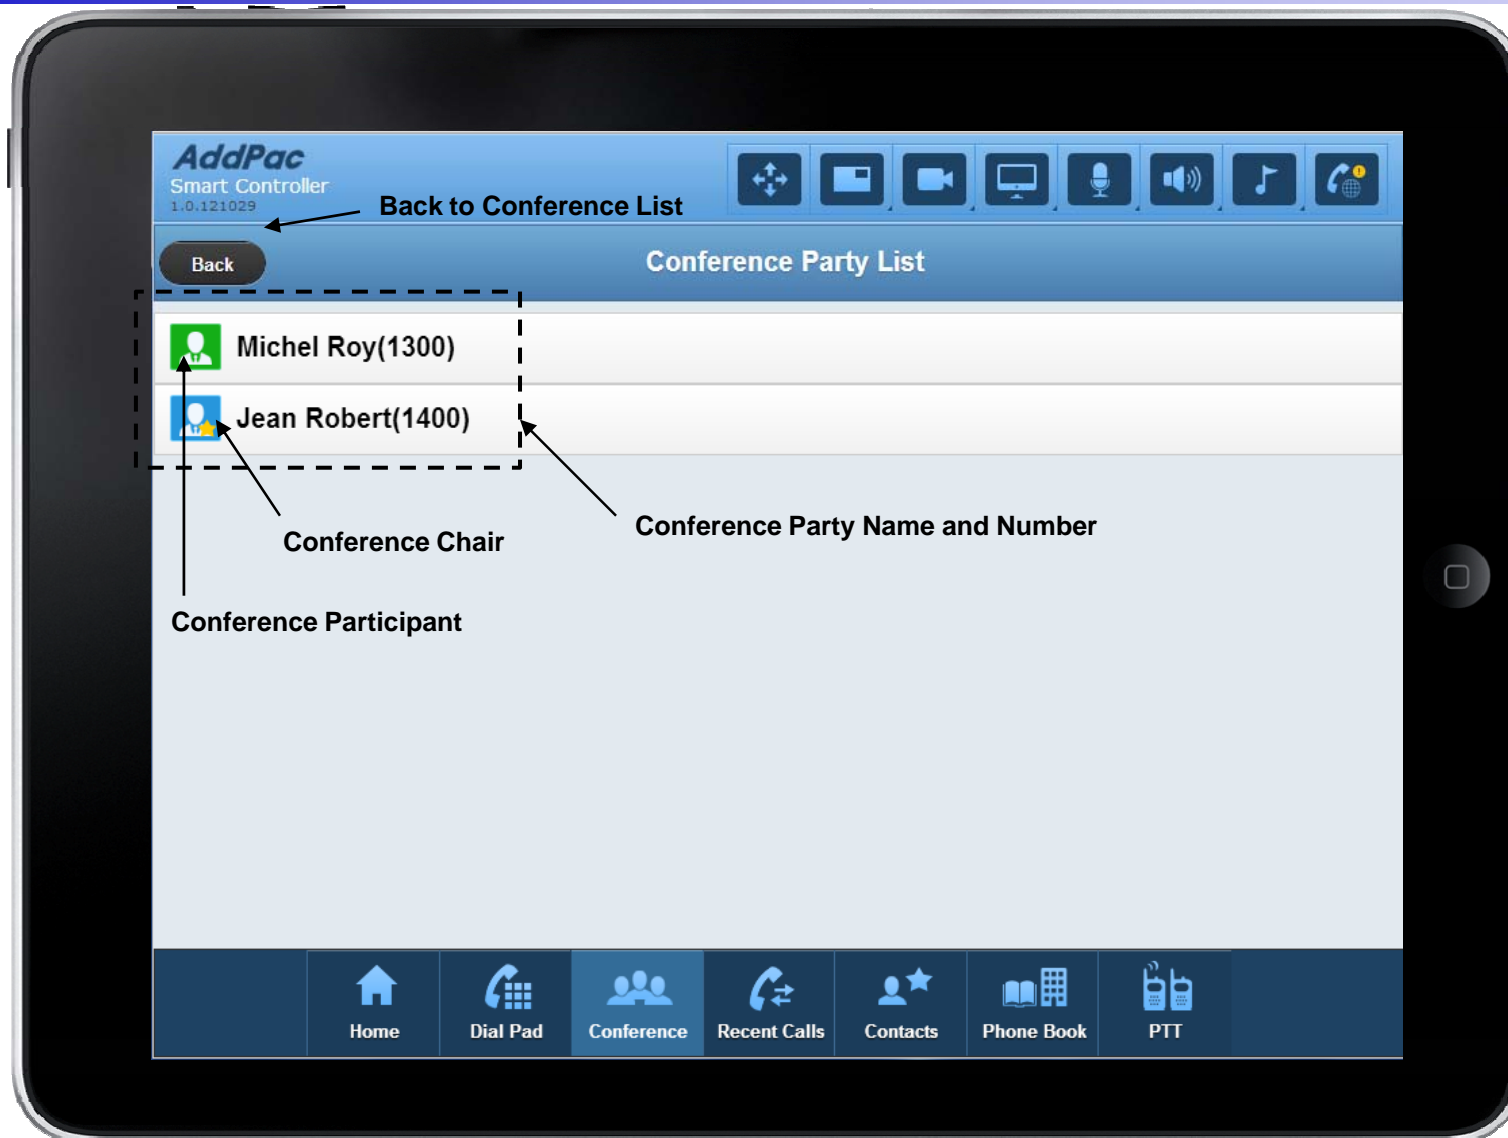 AddPac
Smart Controller
1.0.121029
Back to Conference List
Back
Conference Party List
Michel Roy(1300)
Jean Robert(1400)
Conference Chair
Conference Party Name and Number
Conference Participant
Home
Dial Pad
Conference
Recent Calls
Contacts
Phone Book
PTT